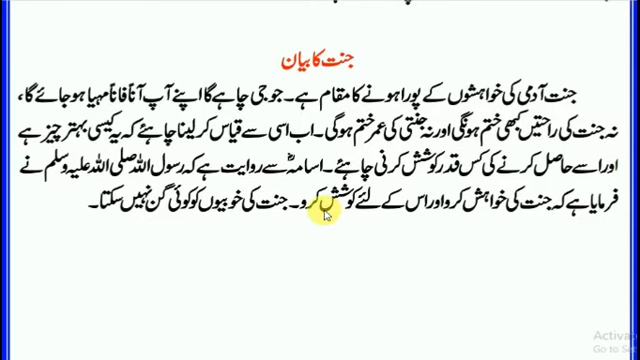 جنت کا بیان
جنت آدمی کی خواہشوں کے پورا ہونے کا مقام ہے۔ جو جی چاہے گا اپنے آپ آناً فاناً مہیا ہو جائے گا،
نہ جنت کی راحتیں کبھی ختم ہونگی اور نہ جنتی کی عمر ختم ہوگی۔ اب اسی سے قیاس کر لینا چاہئے کہ یہ کیسی بہتر چیز ہے
اور اسے حاصل کرنے کی کس قدر کوشش کرنی چاہئے۔ اسامہؓ سے روایت ہے کہ رسول اللہ صلی اللہ علیہ وسلم نے
فرمایا ہے کہ جنت کی خواہش کرو اور اس کے لئے کوشش کرو۔ جنت کی خوبیوں کو کوئی گن نہیں سکتا۔
Activa
Go to Se